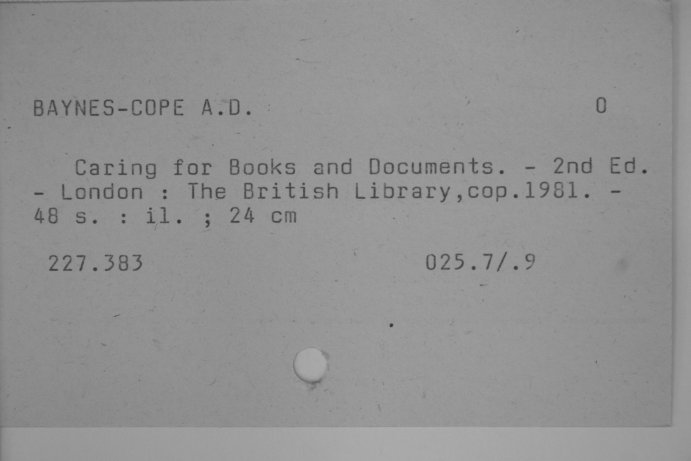 BAYNES-COPE A.D. O
Caring for Books and Documents. - 2nd Ed.
- London : The British Library,cop.1981. -
48 s. : il. ; 24 cm
227.383 025.7/.9